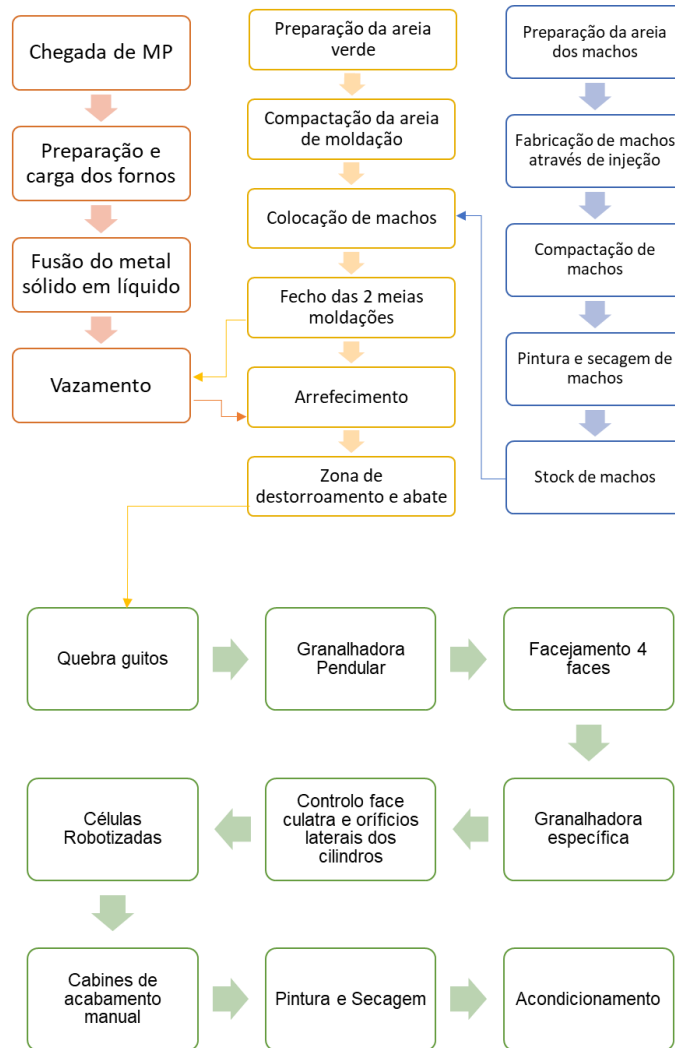 Chegada de MP
Preparação e
carga dos fornos
Fusão do metal
sólido em líquido
Vazamento
Preparação da areia
verde
Compactação da areia
de moldação
Colocação de machos
Fecho das 2 meias
moldações
Arrefecimento
Zona de
destorroamento e abate
Preparação da areia
dos machos
Fabricação de machos
através de injeção
Compactação de
machos
Pintura e secagem de
machos
Stock de machos
Quebra guitos
Granalhadora
Pendular
Facejamento 4
faces
Granalhadora
específica
Controlo face
culatra e orifícios
laterais dos
cilindros
Células
Robotizadas
Cabines de
acabamento
manual
Pintura e Secagem
Acondicionamento